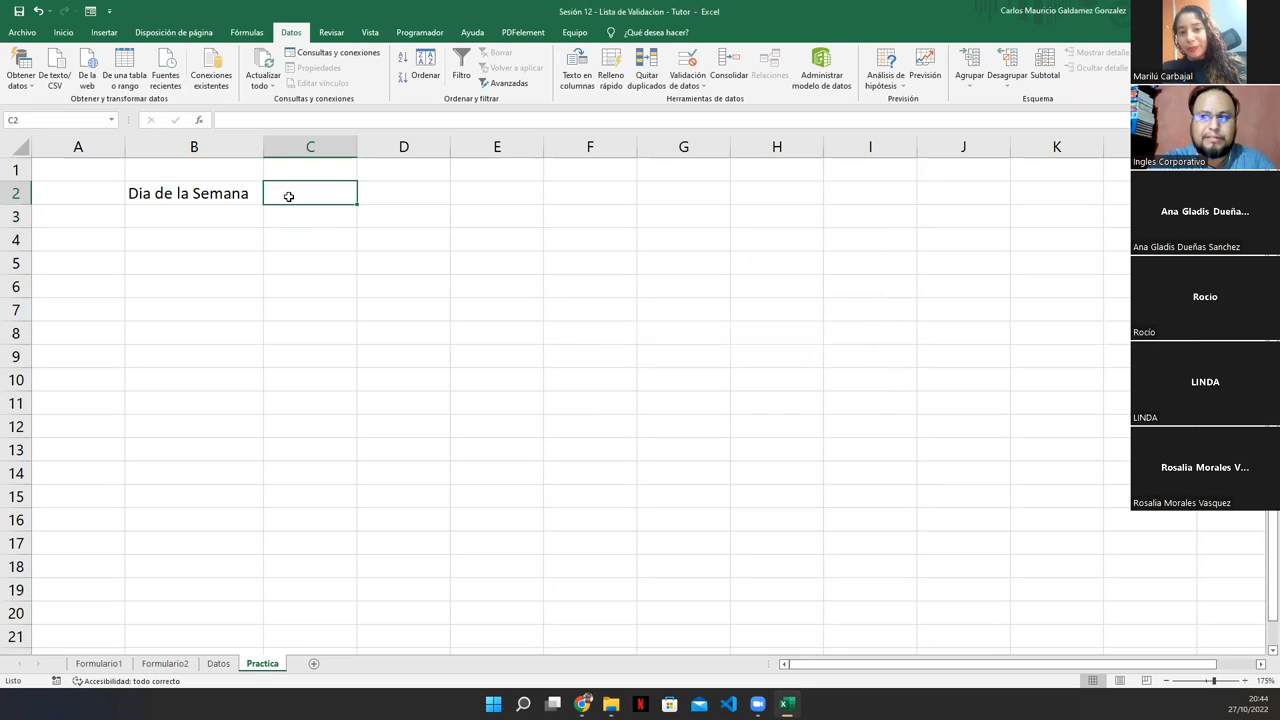 Sesión 12 - Lista de Validacion - Tutor - Excel
Carlos Mauricio Galdamez Gonzalez
Archivo Inicio Insertar Disposición de página Fórmulas Datos Revisar Vista Programador Ayuda PDFelement Equipo ¿Qué desea hacer?
Obtener datos
De texto/CSV
De la web
De una tabla o rango
Fuentes recientes
Conexiones existentes
Obtener y transformar datos
Actualizar todo
Consultas y conexiones
Propiedades
Editar vínculos
Consultas y conexiones
Ordenar
Filtro
Borrar
Volver a aplicar
Avanzadas
Ordenar y filtrar
Texto en columnas
Relleno rápido
Quitar duplicados
Validación de datos
Consolidar
Relaciones
Administrar modelo de datos
Herramientas de datos
Análisis de hipótesis
Previsión
Previsión
Agrupar
Desagrupar
Subtotal
Mostrar detalle
Ocultar detalle
Esquema
C2
fx
A B C D E F G H I J K
1
2 Dia de la Semana
3
4
5
6
7
8
9
10
11
12
13
14
15
16
17
18
19
20
21
Marilú Carbajal
Ingles Corporativo
Ana Gladis Dueña...
Ana Gladis Dueñas Sanchez
Rocío
Rocío
LINDA
LINDA
Rosalia Morales V...
Rosalia Morales Vasquez
Formulario1 Formulario2 Datos Practica
Listo Accesibilidad: todo correcto
175%
20:44
27/10/2022